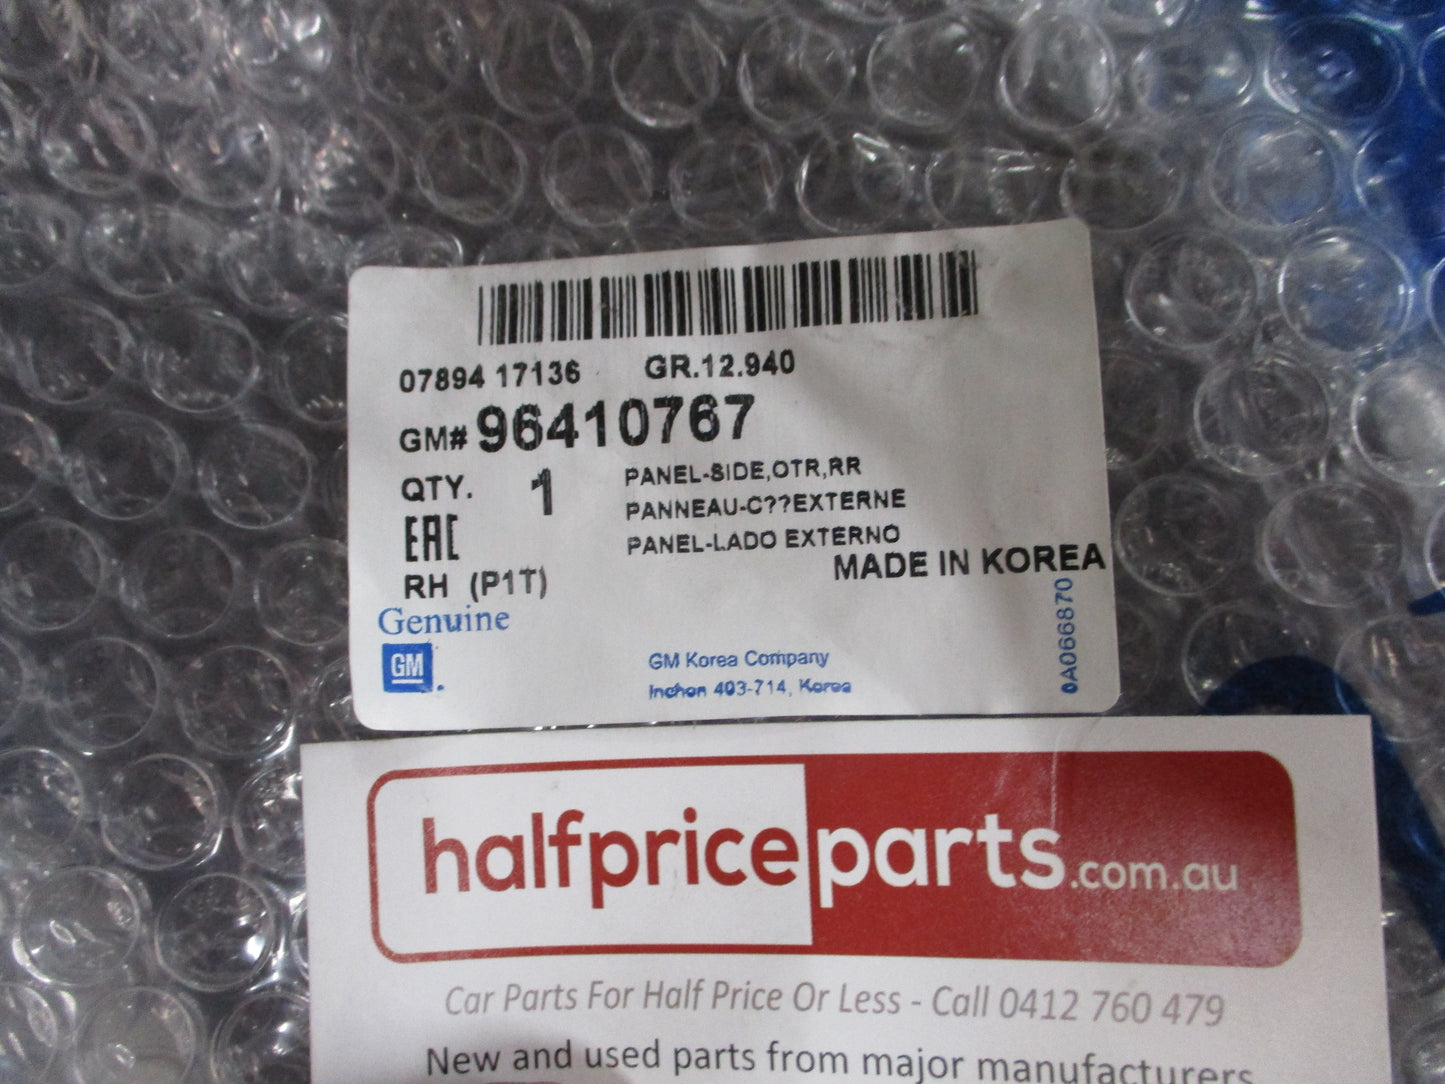 07894 17136 GR.12.940
GM# 96410767
QTY. 1 PANEL-SIDE,OTR,RR
PANNEAU-C??EXTERNE
EAC
PANEL-LADO EXTERNO
MADE IN KOREA
RH (P1T)
Genuine
GM
GM Korea Company
Inchon 403-714, Korea
0A066870
halfpriceparts.com.au
Car Parts For Half Price Or Less - Call 0412 760 479
New and used parts from major manufacturers